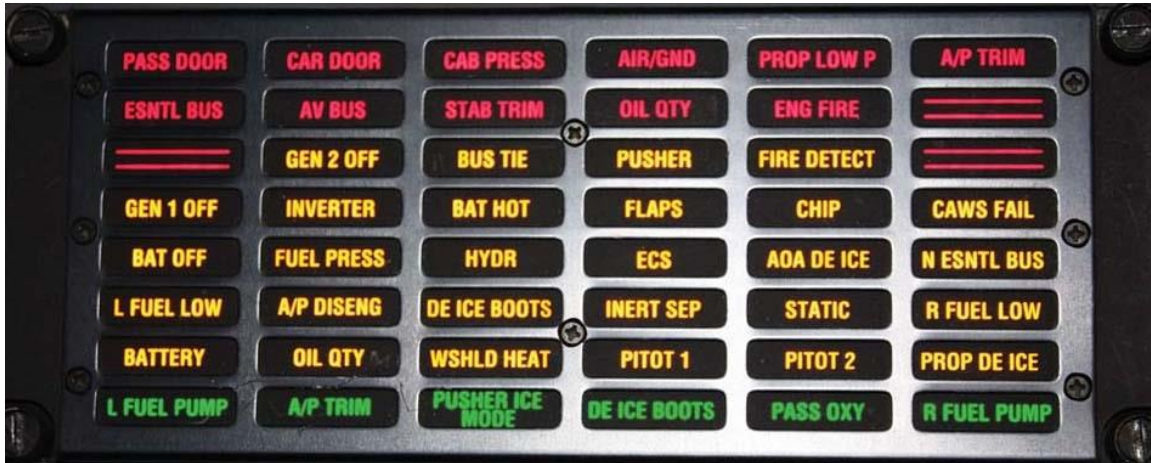 PASS DOOR CAR DOOR CAB PRESS AIR/GND PROP LOW P A/P TRIM
ESNTL BUS AV BUS STAB TRIM OIL QTY ENG FIRE
GEN 2 OFF BUS TIE PUSHER FIRE DETECT
GEN 1 OFF INVERTER BAT HOT FLAPS CHIP CAWS FAIL
BAT OFF FUEL PRESS HYDR ECS AOA DE ICE N ESNTL BUS
L FUEL LOW A/P DISENG DE ICE BOOTS INERT SEP STATIC R FUEL LOW
BATTERY OIL QTY WSHLD HEAT PITOT 1 PITOT 2 PROP DE ICE
L FUEL PUMP A/P TRIM PUSHER ICE MODE DE ICE BOOTS PASS OXY R FUEL PUMP